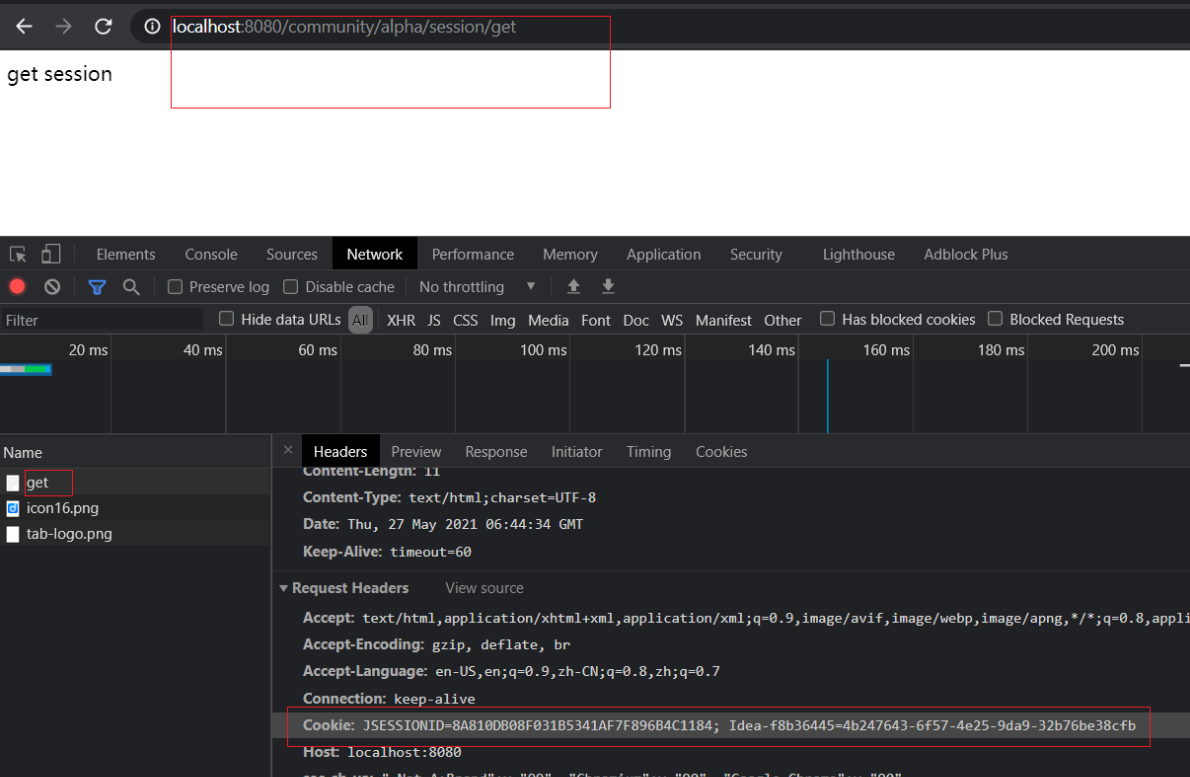 localhost:8080/community/alpha/session/get
get session
Elements Console Sources Network Performance Memory Application Security Lighthouse Adblock Plus
Preserve log Disable cache No throttling
Filter Hide data URLs All XHR JS CSS Img Media Font Doc WS Manifest Other Has blocked cookies Blocked Requests
20 ms 40 ms 60 ms 80 ms 100 ms 120 ms 140 ms 160 ms 180 ms 200 ms
Name
get
icon16.png
tab-logo.png
Headers Preview Response Initiator Timing Cookies
Content-Length: 11
Content-Type: text/html;charset=UTF-8
Date: Thu, 27 May 2021 06:44:34 GMT
Keep-Alive: timeout=60
Request Headers View source
Accept: text/html,application/xhtml+xml,application/xml;q=0.9,image/avif,image/webp,image/apng,*/*;q=0.8,appli
Accept-Encoding: gzip, deflate, br
Accept-Language: en-US,en;q=0.9,zh-CN;q=0.8,zh;q=0.7
Connection: keep-alive
Cookie: JSESSIONID=8A810DB08F031B5341AF7F896B4C1184; Idea-f8b36445=4b247643-6f57-4e25-9da9-32b76be38cfb
Host: localhost:8080